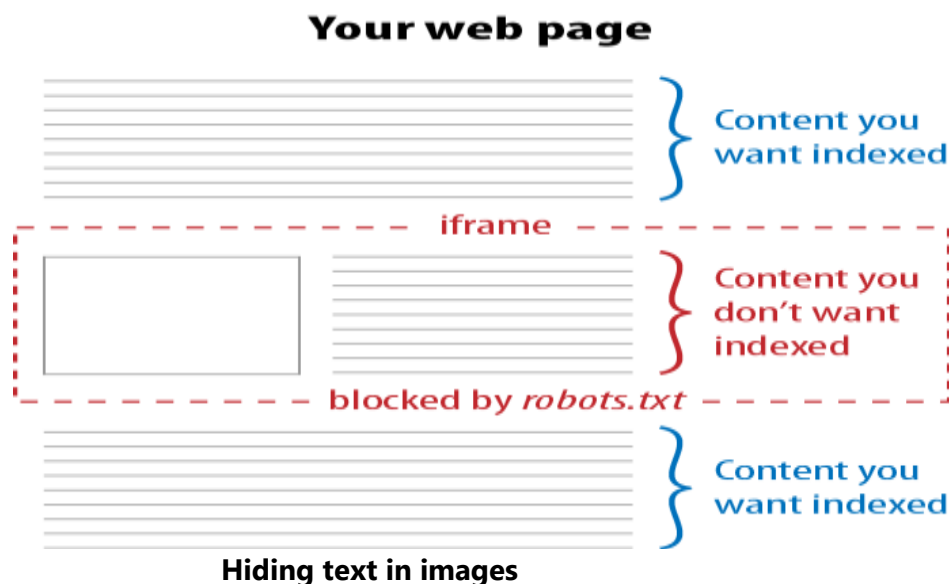 Your web page
Content you
want indexed
iframe
Content you
don't want
indexed
blocked by robots.txt
Content you
want indexed
Hiding text in images